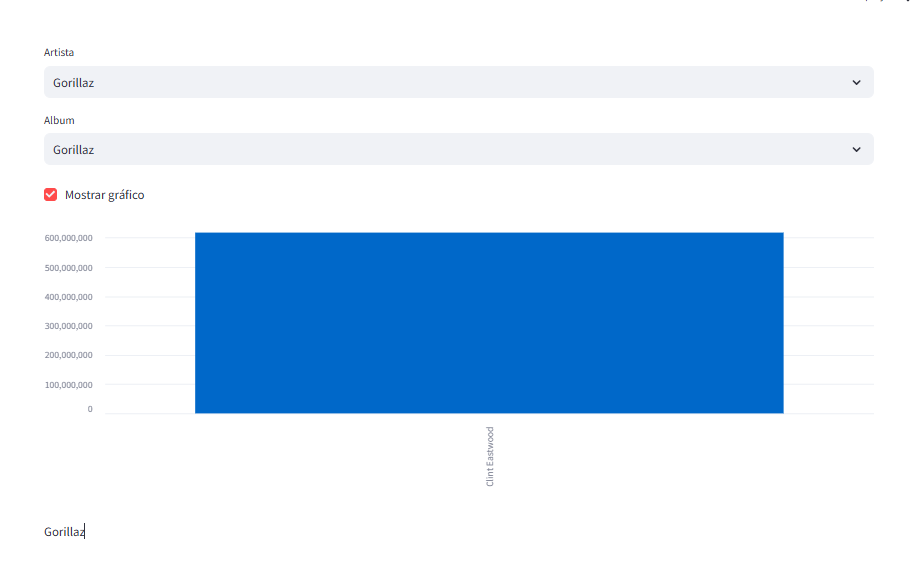 Artista
Gorillaz
Album
Gorillaz
Mostrar gráfico
600,000,000
500,000,000
400,000,000
300,000,000
200,000,000
100,000,000
0
Clint Eastwood
Gorillaz